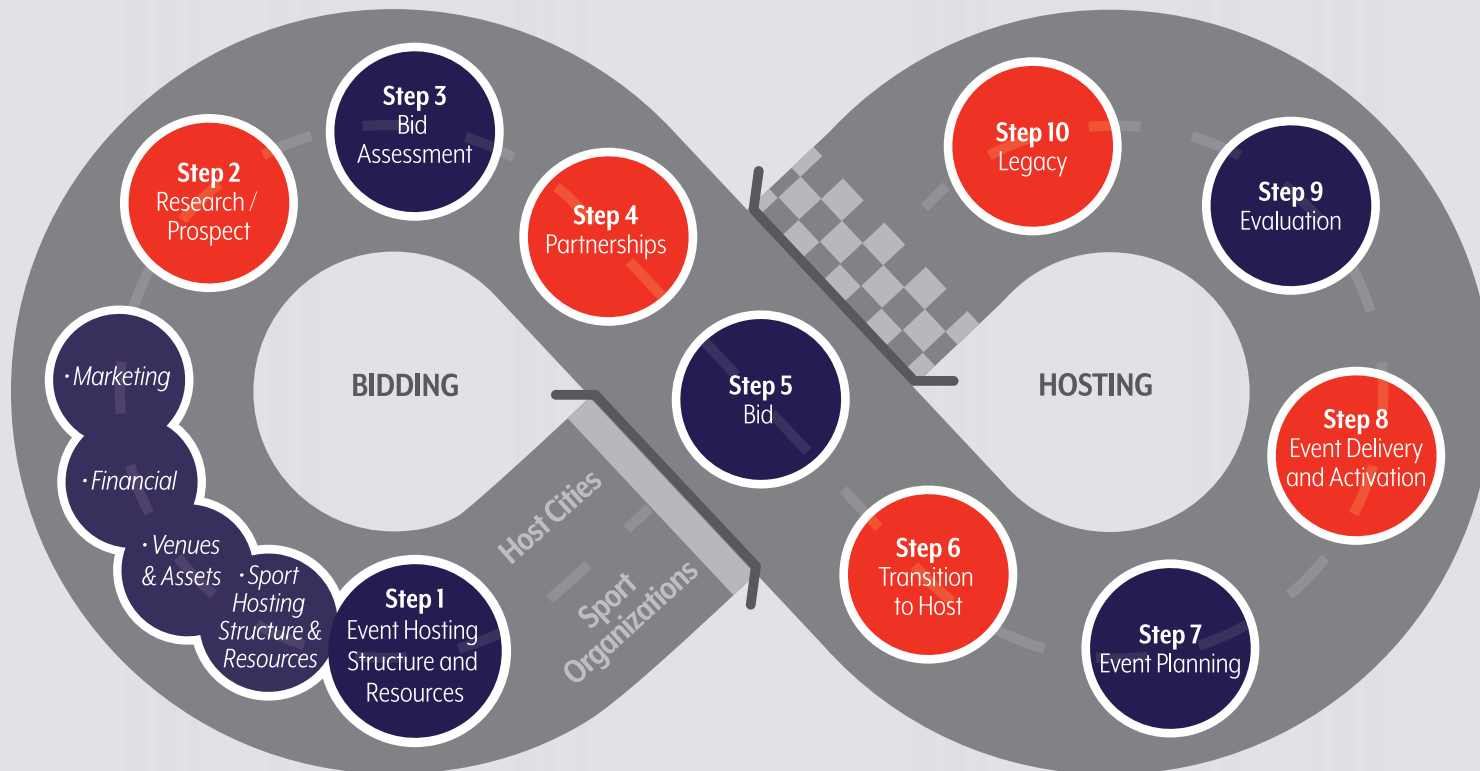 BIDDING
Host Cities
Sport
Organizations
Step 1
Event Hosting
Structure and
Resources
· Sport
Hosting
Structure &
Resources
· Venues
& Assets
· Financial
· Marketing
Step 2
Research /
Prospect
Step 3
Bid
Assessment
Step 4
Partnerships
Step 5
Bid
HOSTING
Step 6
Transition
to Host
Step 7
Event Planning
Step 8
Event Delivery
and Activation
Step 9
Evaluation
Step 10
Legacy